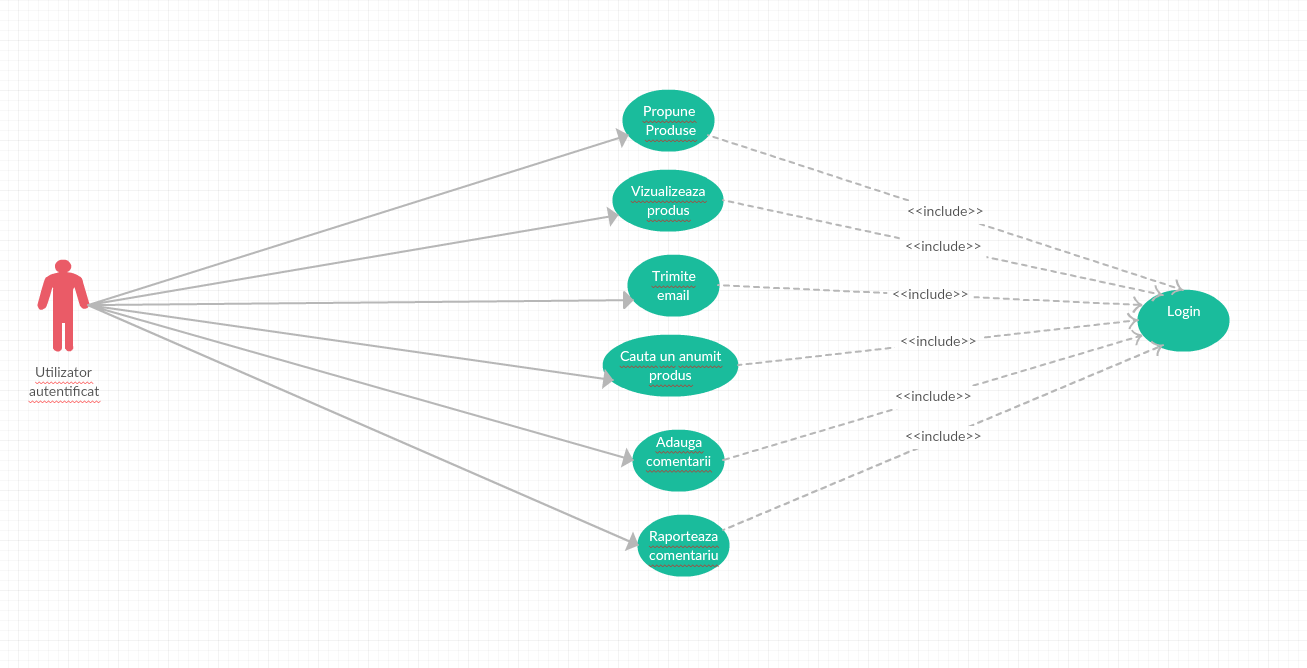 Propune
Produse
Vizualizeaza
produs
<<include>>
<<include>>
Trimite
email
<<include>>
Login
Utilizator
autentificat
Cauta un anumit
produs
<<include>>
<<include>>
Adauga
comentarii
<<include>>
Raporteaza
comentariu